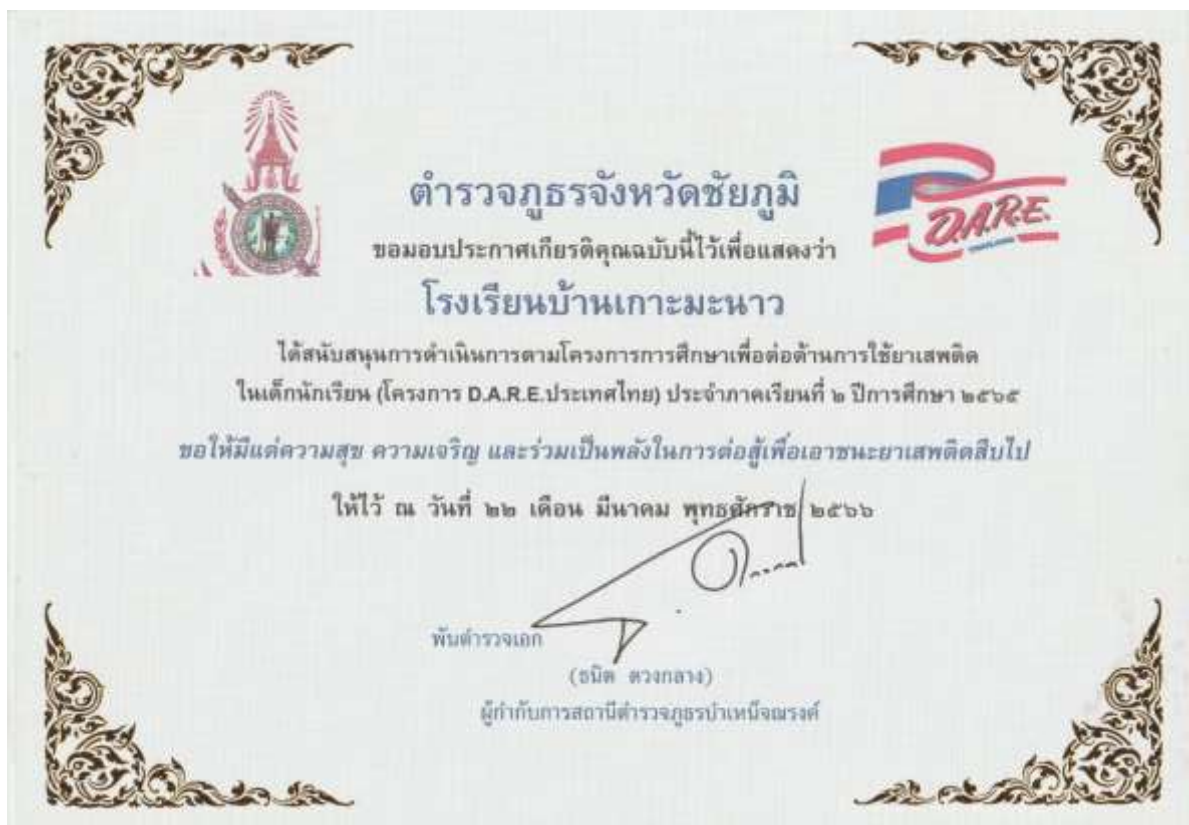 ตำรวจภูธรจังหวัดชัยภูมิ
D.A.R.E.
THAILAND
ขอมอบประกาศเกียรติคุณฉบับนี้ไว้เพื่อแสดงว่า
โรงเรียนบ้านเกาะมะนาว
ได้สนับสนุนการดำเนินการตามโครงการการศึกษาเพื่อต่อต้านการใช้ยาเสพติด
ในเด็กนักเรียน (โครงการ D.A.R.E.ประเทศไทย) ประจำภาคเรียนที่ ๒ ปีการศึกษา ๒๕๖๕
ขอให้มีแต่ความสุข ความเจริญ และร่วมเป็นพลังในการต่อสู้เพื่อเอาชนะยาเสพติดสืบไป
ให้ไว้ ณ วันที่ ๒๒ เดือน มีนาคม พุทธศักราช ๒๕๖๖
พันตำรวจเอก
(ธนิต ดวงกลาง)
ผู้กำกับการสถานีตำรวจภูธรบำเหน็จณรงค์